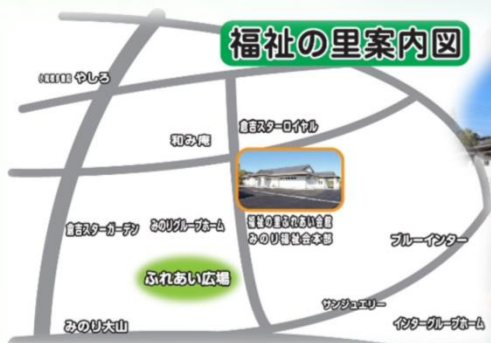 福祉の里案内図
やしろ
倉吉スターロイヤル
和み庵
福祉の里ふれあい会館
みのり福祉会本部
倉吉スターガーデン
みのりグループホーム
ブルーインター
ふれあい広場
サンジュエリー
みのり大山
インターグループホーム